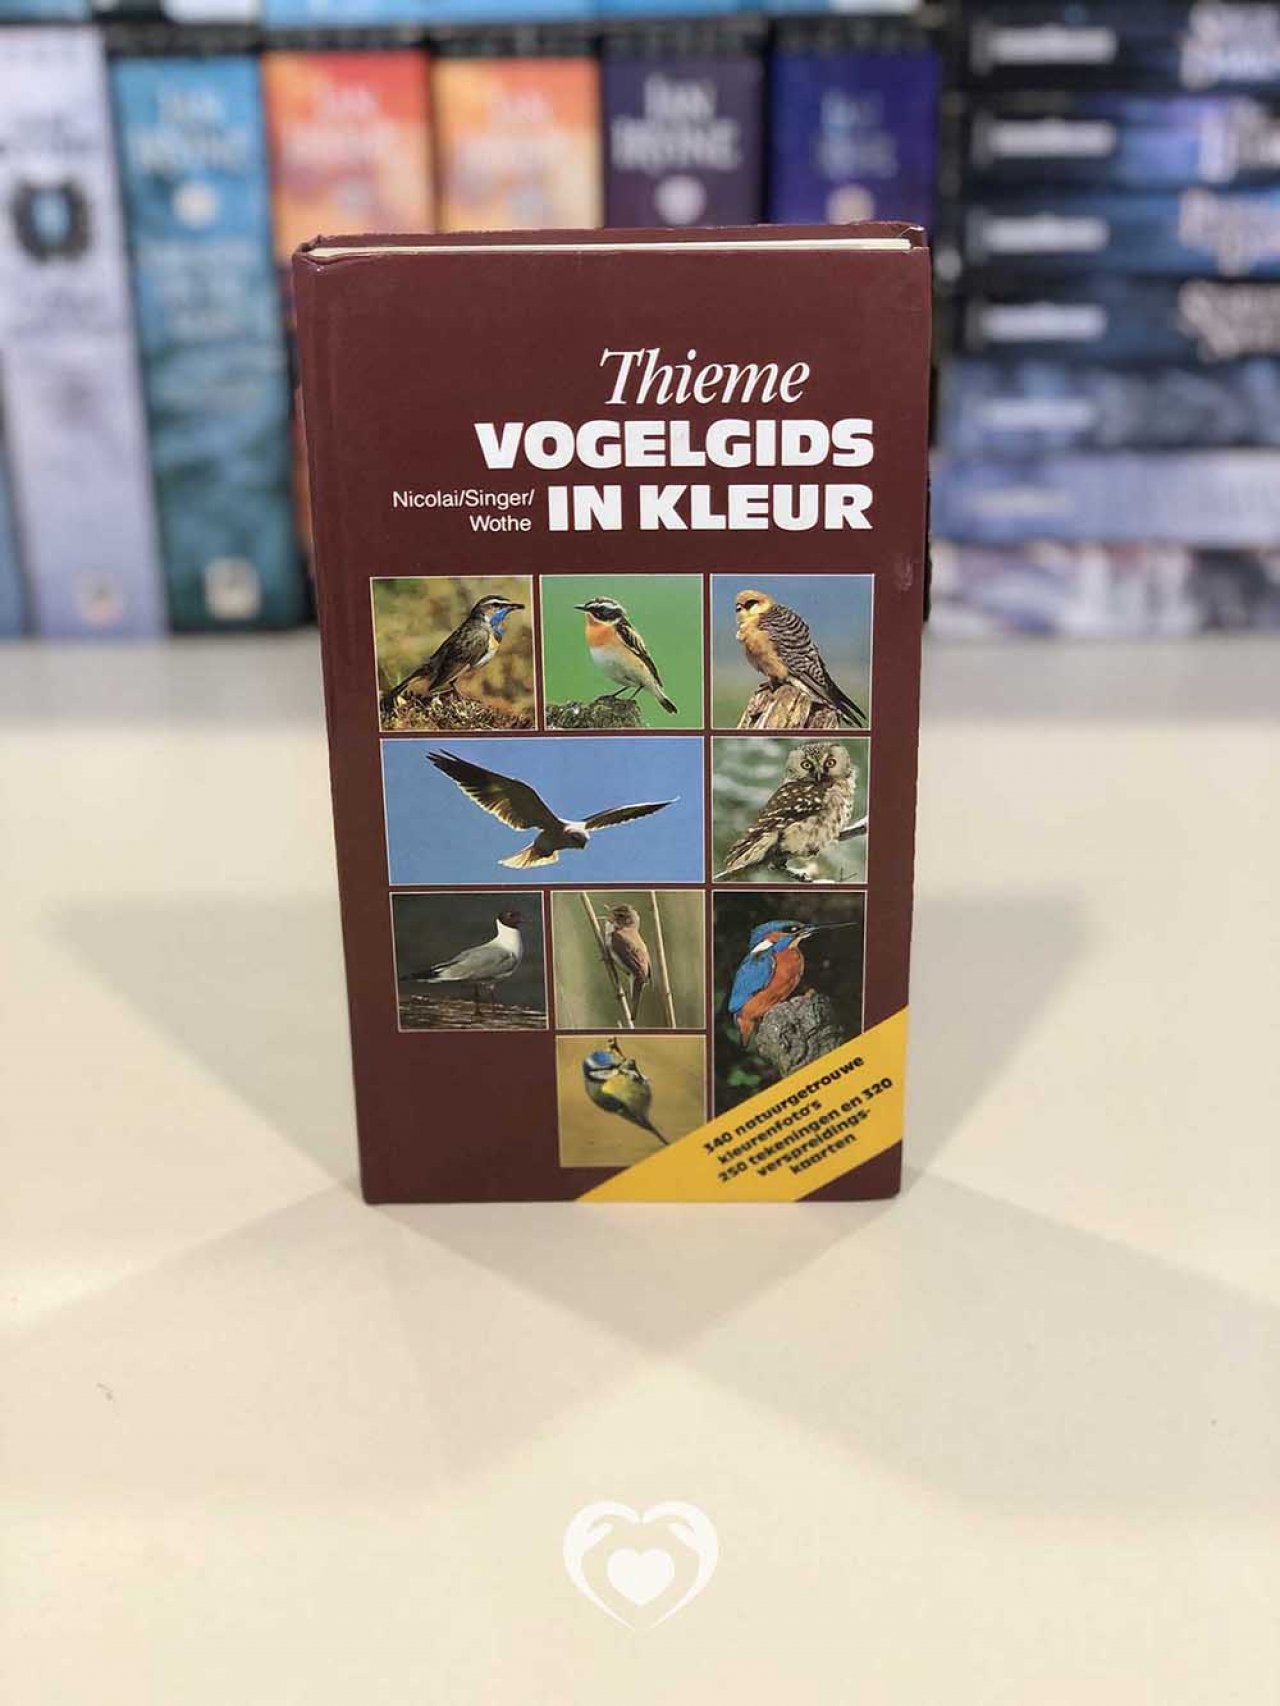 Thieme
VOGELGIDS
Nicolai/Singer/
Wothe
IN KLEUR
340 natuurgetrouwe
kleurenfoto's
250 tekeningen en 320
verspreidings-
kaarten